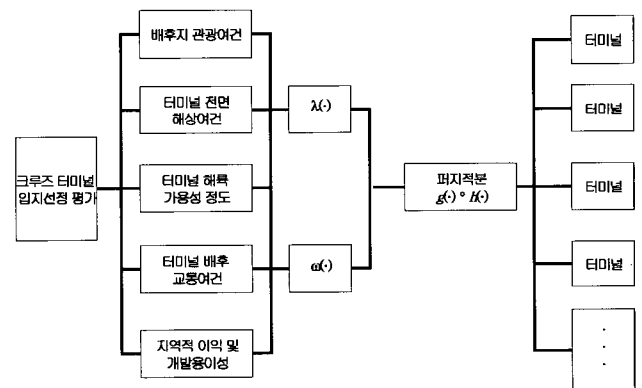 크루즈 터미널
입지선정 평가
배후지 관광여건
터미널 전면
해상여건
터미널 해륙
가용성 정도
터미널 배후
교통여건
지역적 이익 및
개발용이성
λ(·)
ω(·)
퍼지적분
g(·) ° h(·)
터미널
터미널
터미널
터미널
·
·
·